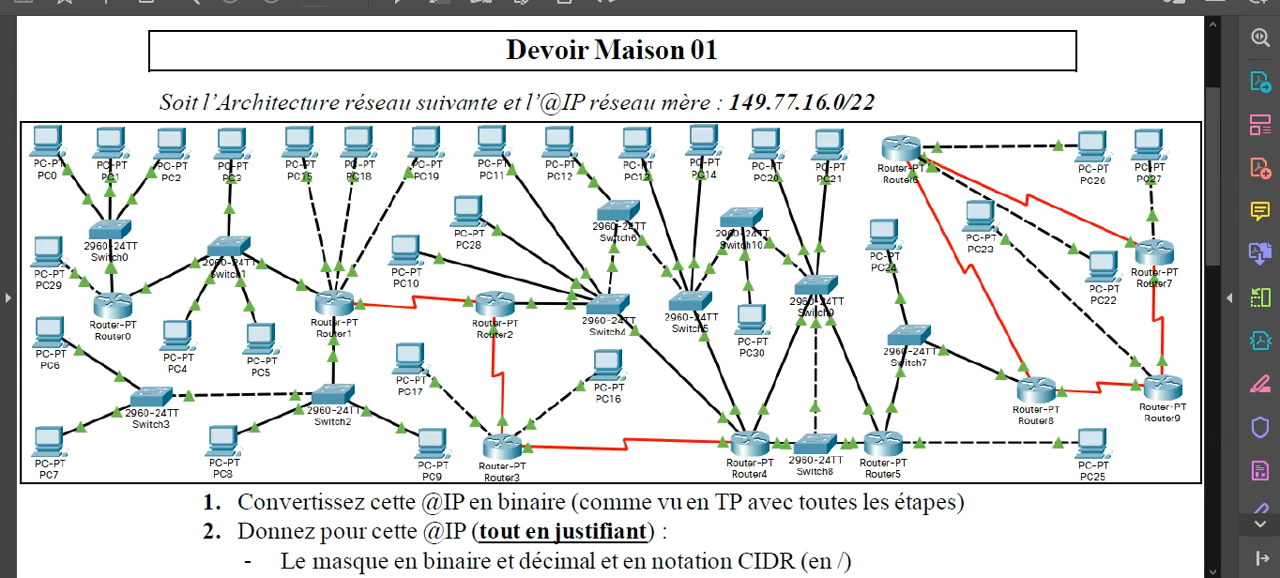 Devoir Maison 01
Soit l'Architecture réseau suivante et l'@IP réseau mère : 149.77.16.0/22
PC-PT PC0
PC-PT PC1
PC-PT PC2
PC-PT PC3
PC-PT PC15
PC-PT PC18
PC-PT PC19
PC-PT PC11
PC-PT PC12
PC-PT PC13
PC-PT PC14
PC-PT PC20
PC-PT PC21
Router-PT Router6
PC-PT PC26
PC-PT PC27
PC-PT PC28
2960-24TT Switch6
2960-24TT Switch10
PC-PT PC23
2960-24TT Switch0
PC-PT PC29
2960-24TT Switch1
PC-PT PC10
PC-PT PC24
PC-PT PC22
Router-PT Router7
Router-PT Router0
Router-PT Router1
Router-PT Router2
2960-24TT Switch4
2960-24TT Switch5
PC-PT PC30
2960-24TT Switch9
PC-PT PC6
PC-PT PC4
PC-PT PC5
2960-24TT Switch7
PC-PT PC17
PC-PT PC16
2960-24TT Switch3
2960-24TT Switch2
Router-PT Router8
Router-PT Router9
PC-PT PC7
PC-PT PC8
PC-PT PC9
Router-PT Router3
Router-PT Router4
2960-24TT Switch8
Router-PT Router5
PC-PT PC25
1. Convertissez cette @IP en binaire (comme vu en TP avec toutes les étapes)
2. Donnez pour cette @IP (tout en justifiant) :
- Le masque en binaire et décimal et en notation CIDR (en /)